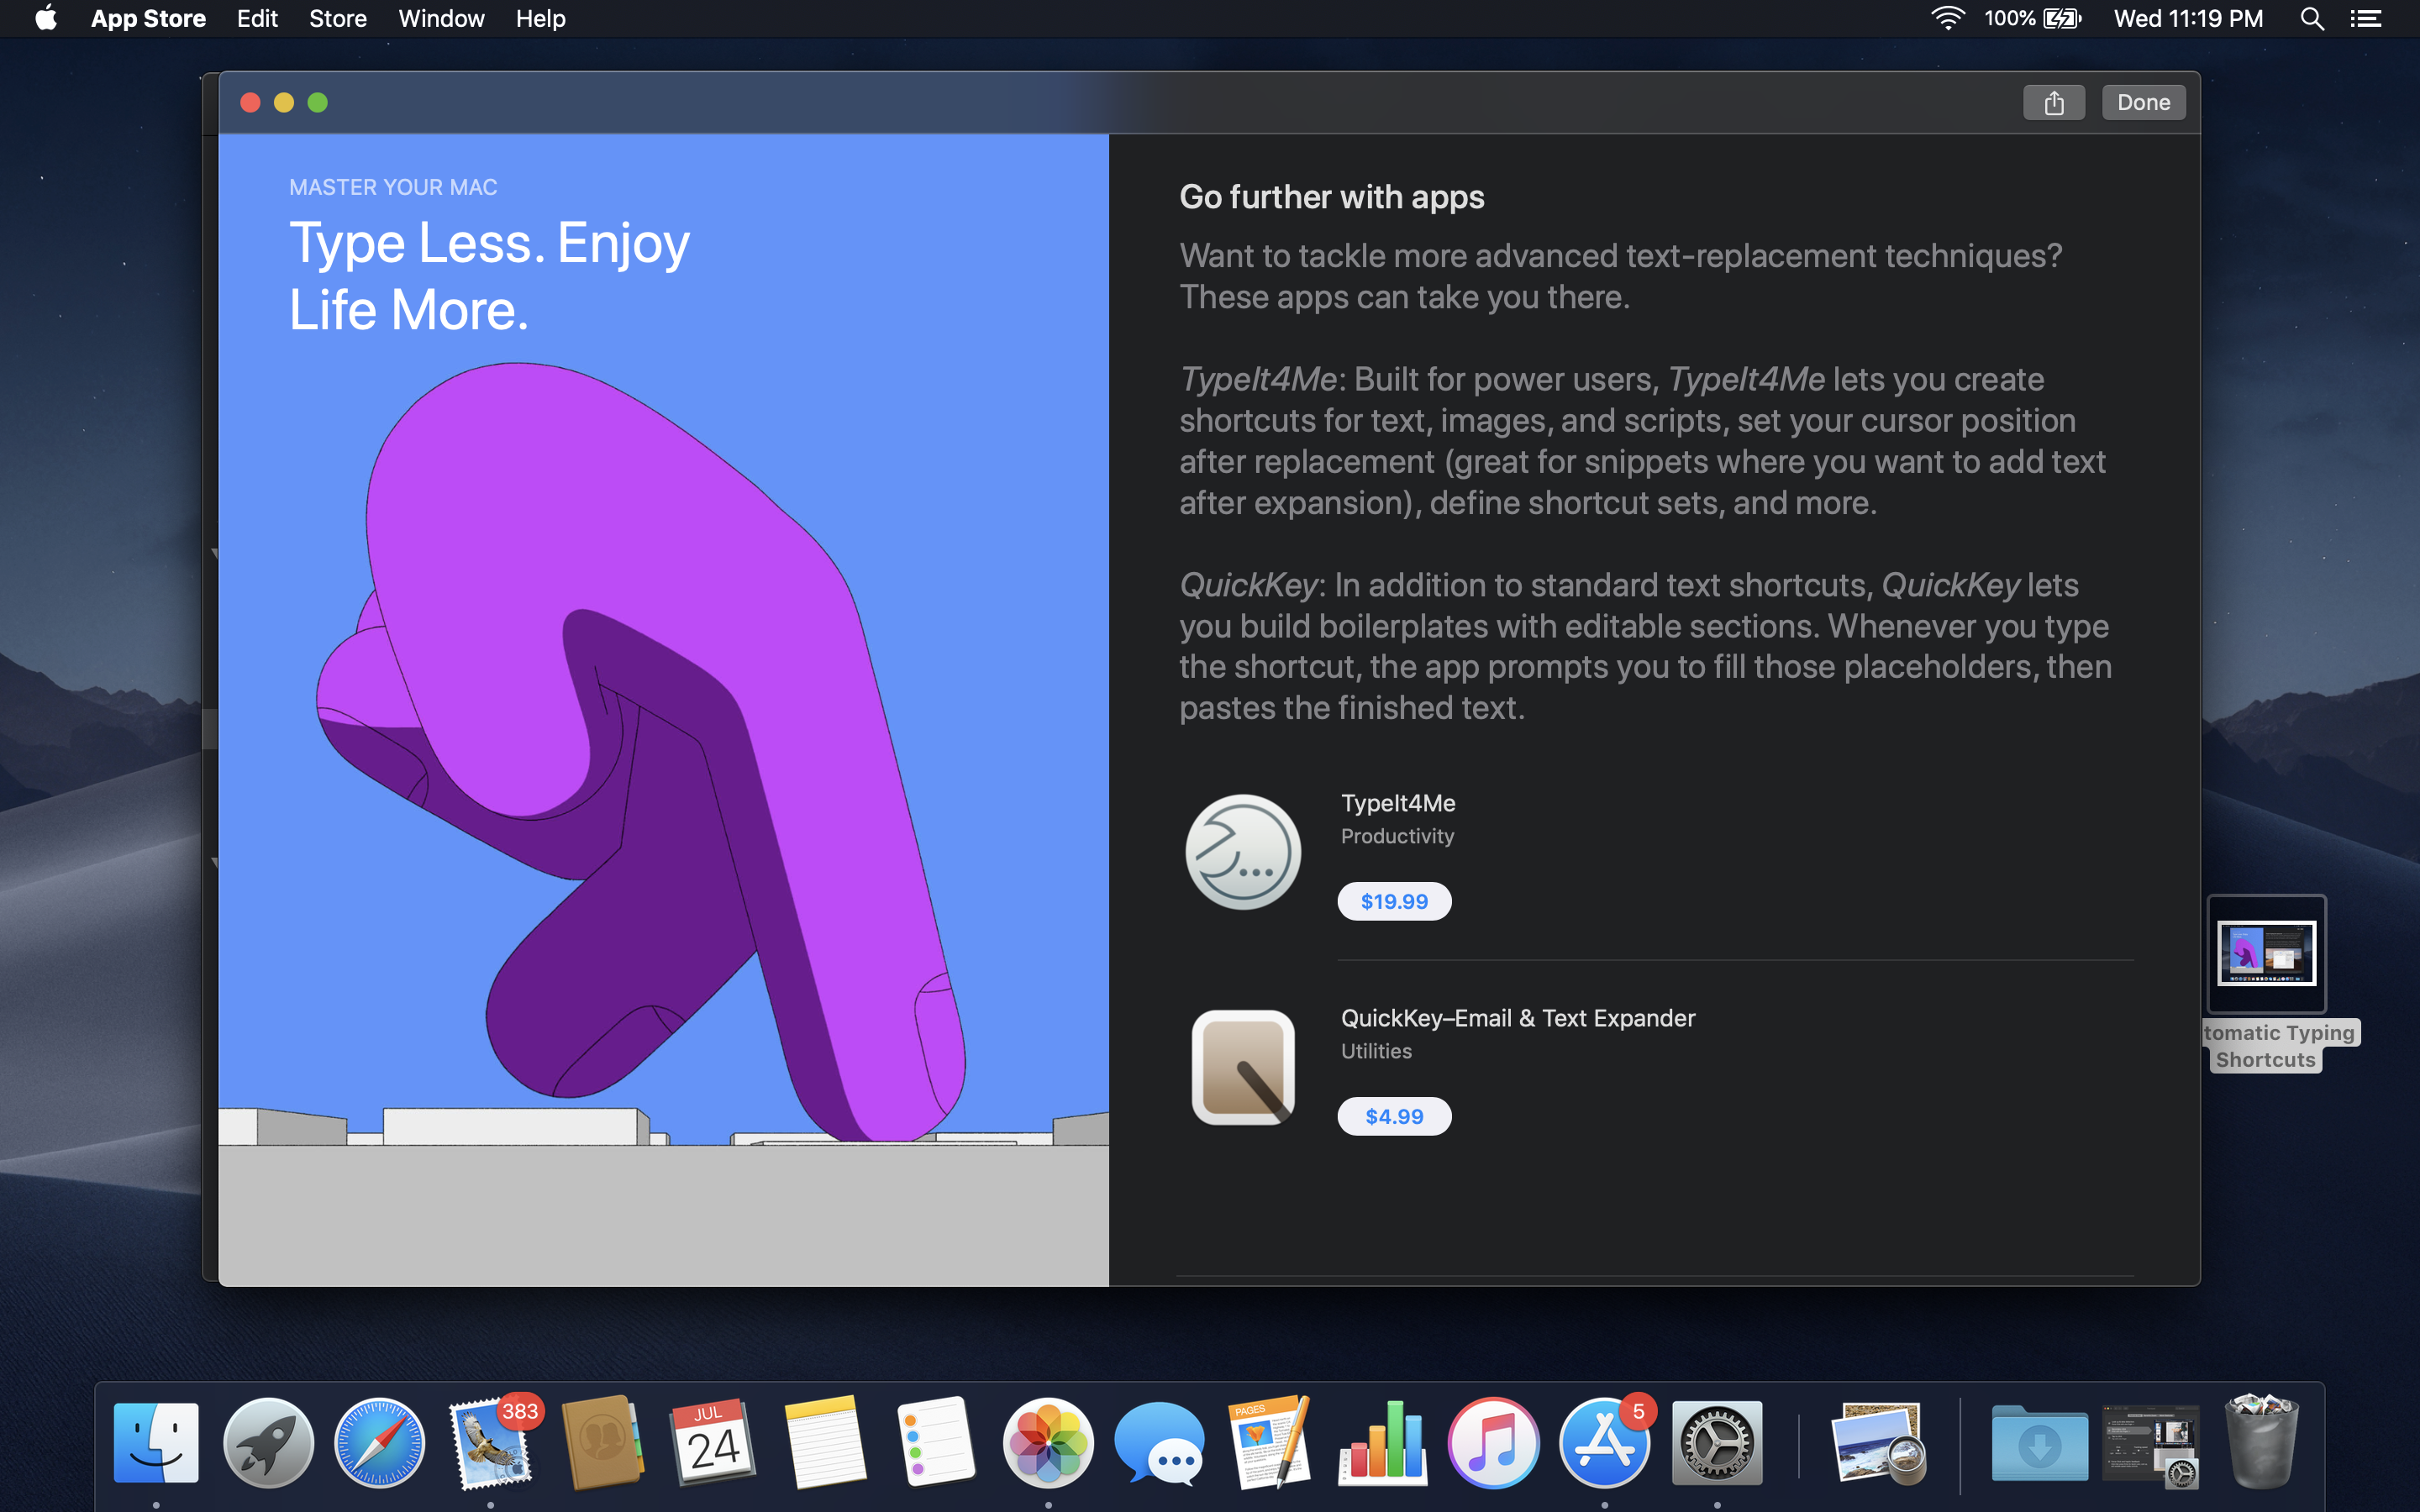 App Store Edit Store Window Help 100% Wed 11:19 PM
Done
MASTER YOUR MAC
Type Less. Enjoy
Life More.
Go further with apps
Want to tackle more advanced text-replacement techniques?
These apps can take you there.
TypeIt4Me: Built for power users, TypeIt4Me lets you create
shortcuts for text, images, and scripts, set your cursor position
after replacement (great for snippets where you want to add text
after expansion), define shortcut sets, and more.
QuickKey: In addition to standard text shortcuts, QuickKey lets
you build boilerplates with editable sections. Whenever you type
the shortcut, the app prompts you to fill those placeholders, then
pastes the finished text.
TypeIt4Me
Productivity
$19.99
QuickKey–Email & Text Expander
Utilities
$4.99
tomatic Typing
Shortcuts
383
JUL
24
PAGES
5